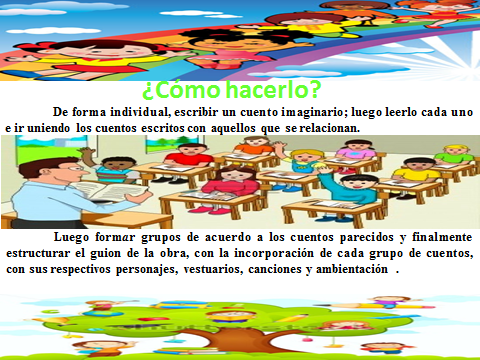 ¿Cómo hacerlo?
De forma individual, escribir un cuento imaginario; luego leerlo cada uno
e ir uniendo los cuentos escritos con aquellos que se relacionan.
Luego formar grupos de acuerdo a los cuentos parecidos y finalmente
estructurar el guion de la obra, con la incorporación de cada grupo de cuentos,
con sus respectivos personajes, vestuarios, canciones y ambientación .